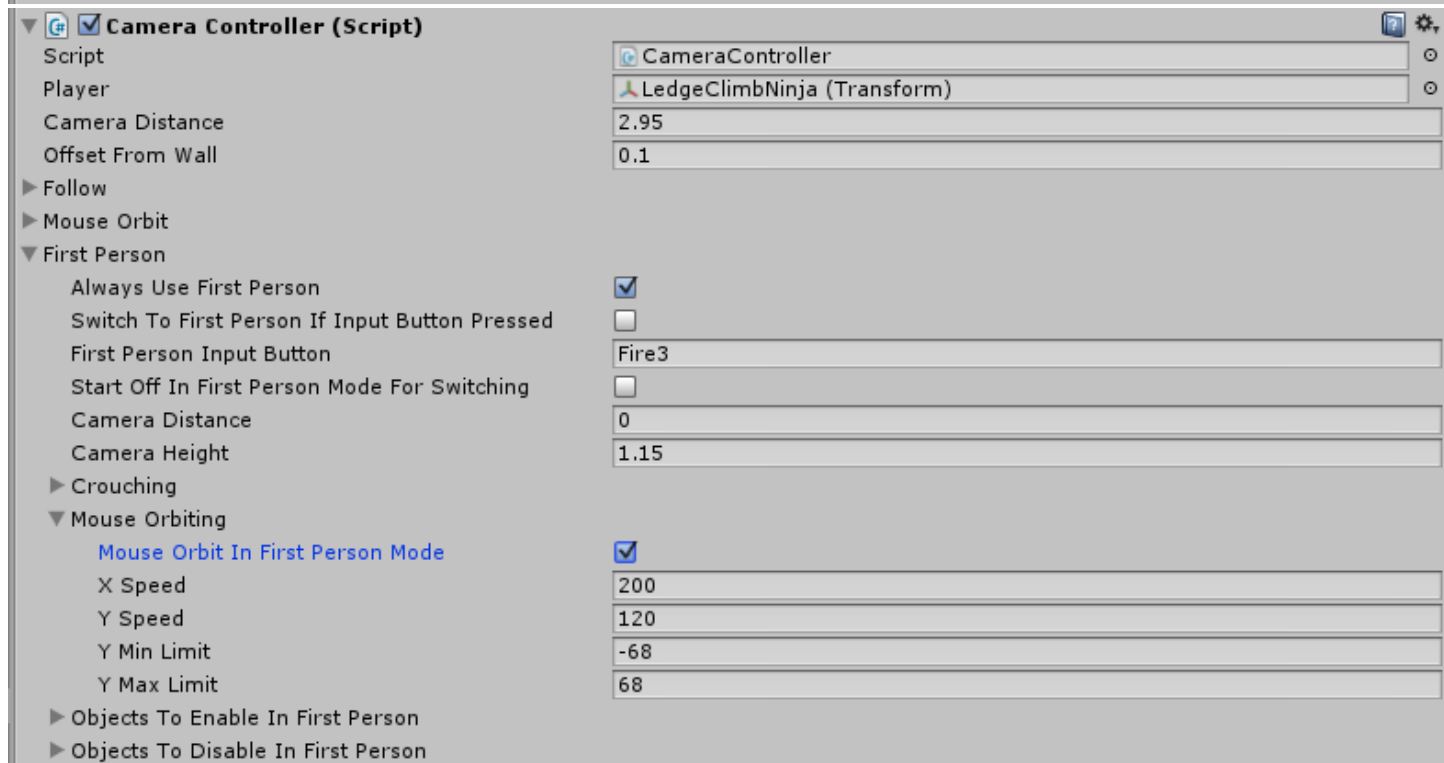 Camera Controller (Script)
Script CameraController
Player LedgeClimbNinja (Transform)
Camera Distance 2.95
Offset From Wall 0.1
Follow
Mouse Orbit
First Person
Always Use First Person
Switch To First Person If Input Button Pressed
First Person Input Button Fire3
Start Off In First Person Mode For Switching
Camera Distance 0
Camera Height 1.15
Crouching
Mouse Orbiting
Mouse Orbit In First Person Mode
X Speed 200
Y Speed 120
Y Min Limit -68
Y Max Limit 68
Objects To Enable In First Person
Objects To Disable In First Person